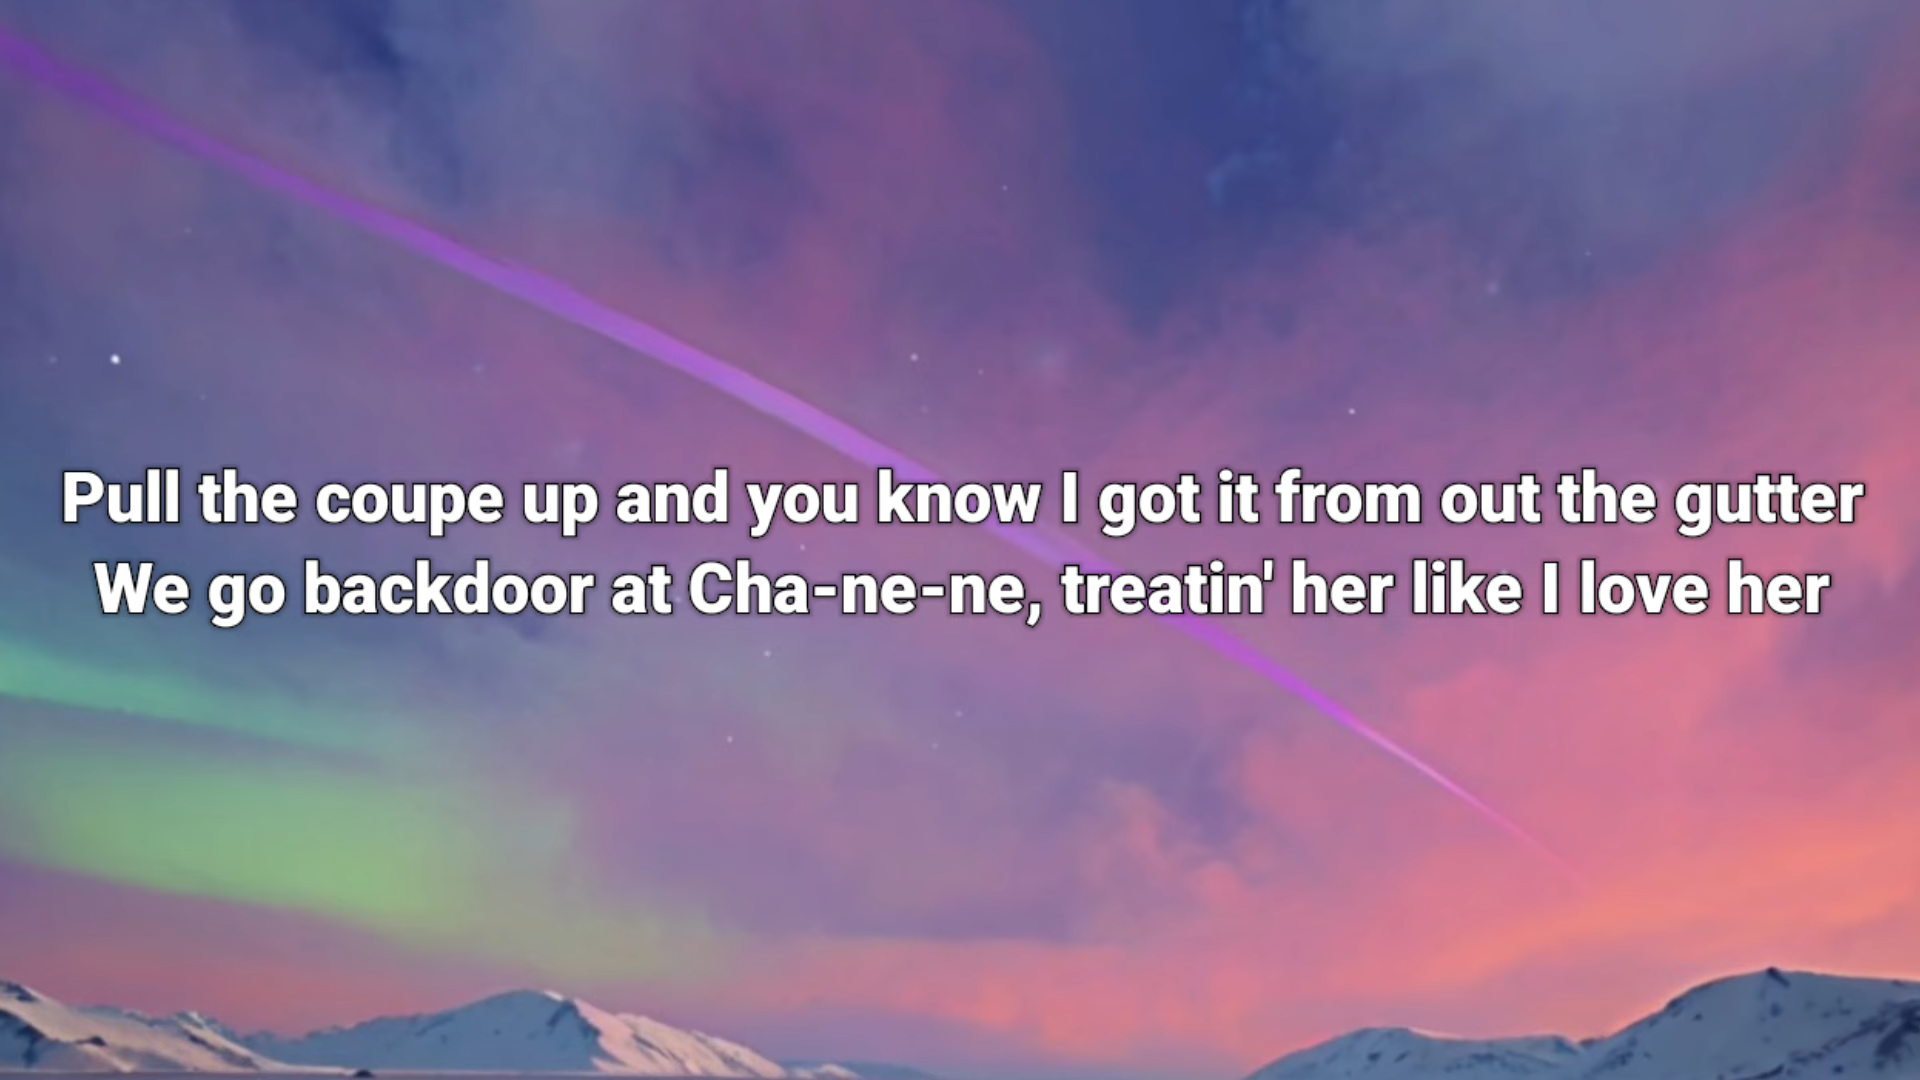 Pull the coupe up and you know I got it from out the gutter
We go backdoor at Cha-ne-ne, treatin' her like I love her